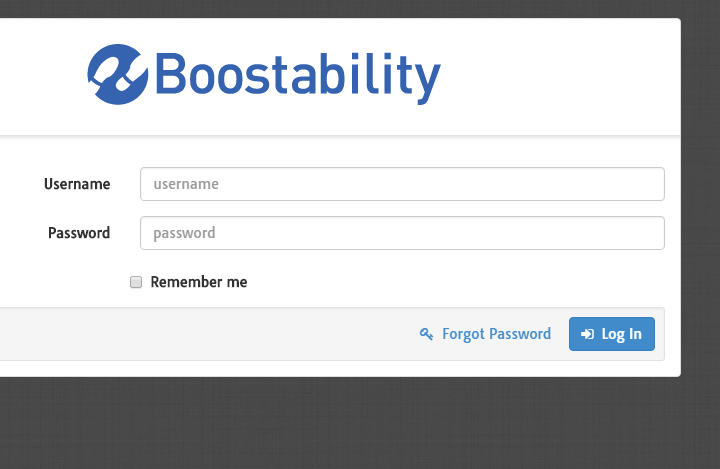 Boostability
Username
username
Password
password
Remember me
Forgot Password
Log In